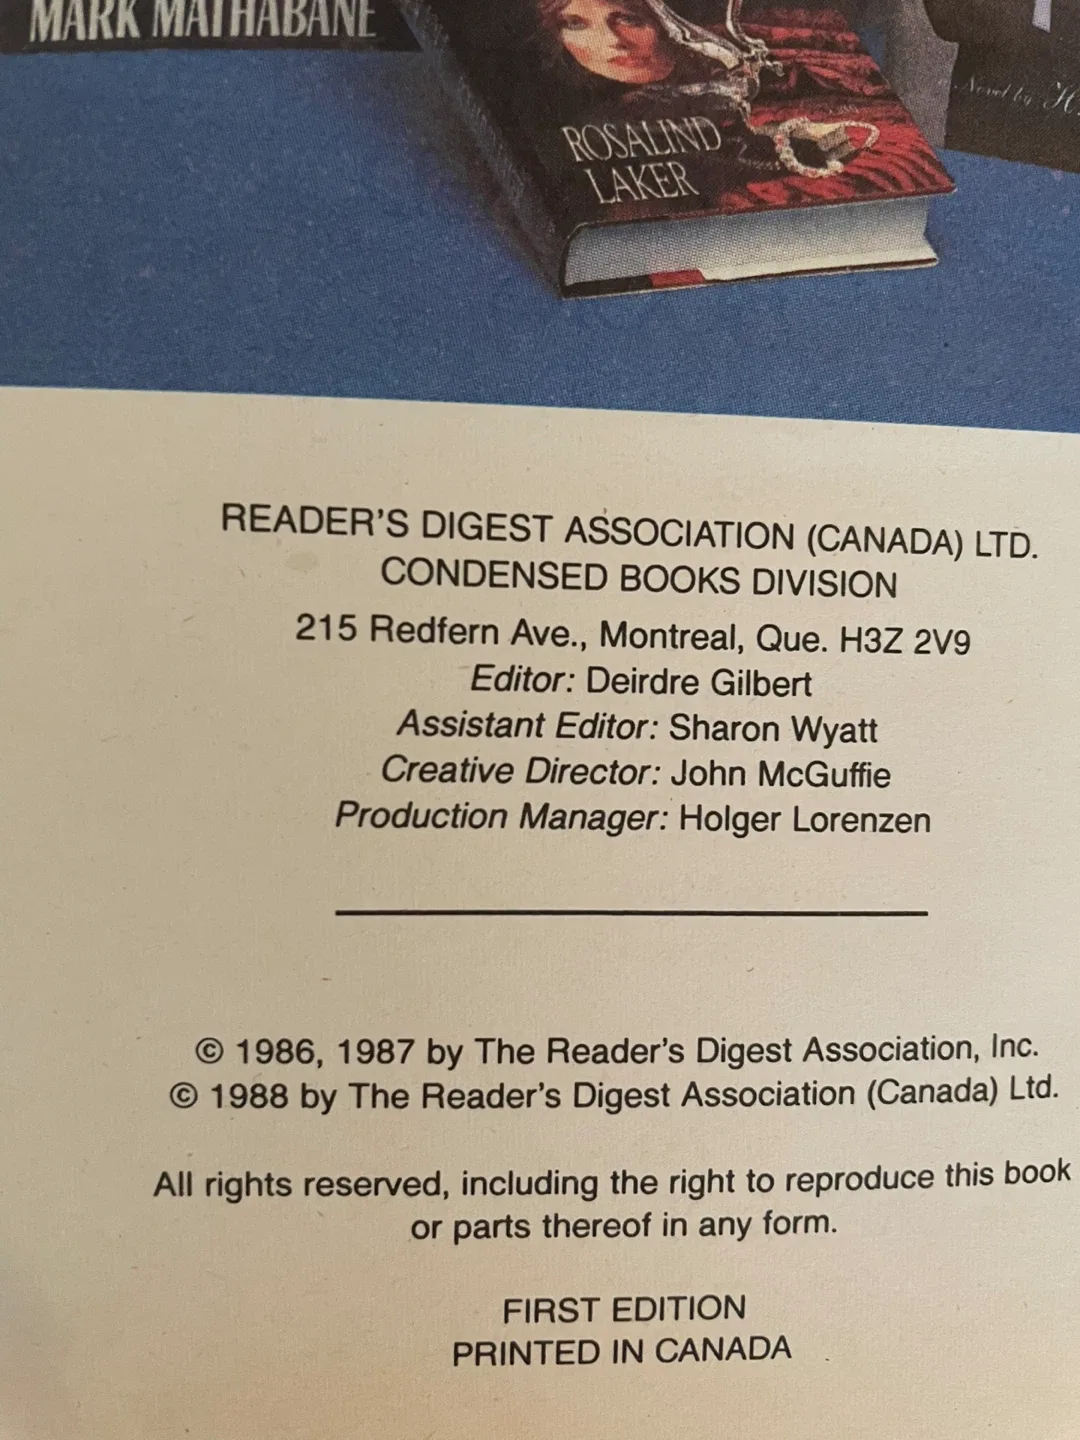 MARK MATHABANE
ROSALIND
LAKER
Novel by H.
READER'S DIGEST ASSOCIATION (CANADA) LTD.
CONDENSED BOOKS DIVISION
215 Redfern Ave., Montreal, Que. H3Z 2V9
Editor: Deirdre Gilbert
Assistant Editor: Sharon Wyatt
Creative Director: John McGuffie
Production Manager: Holger Lorenzen
© 1986, 1987 by The Reader's Digest Association, Inc.
© 1988 by The Reader's Digest Association (Canada) Ltd.
All rights reserved, including the right to reproduce this book
or parts thereof in any form.
FIRST EDITION
PRINTED IN CANADA